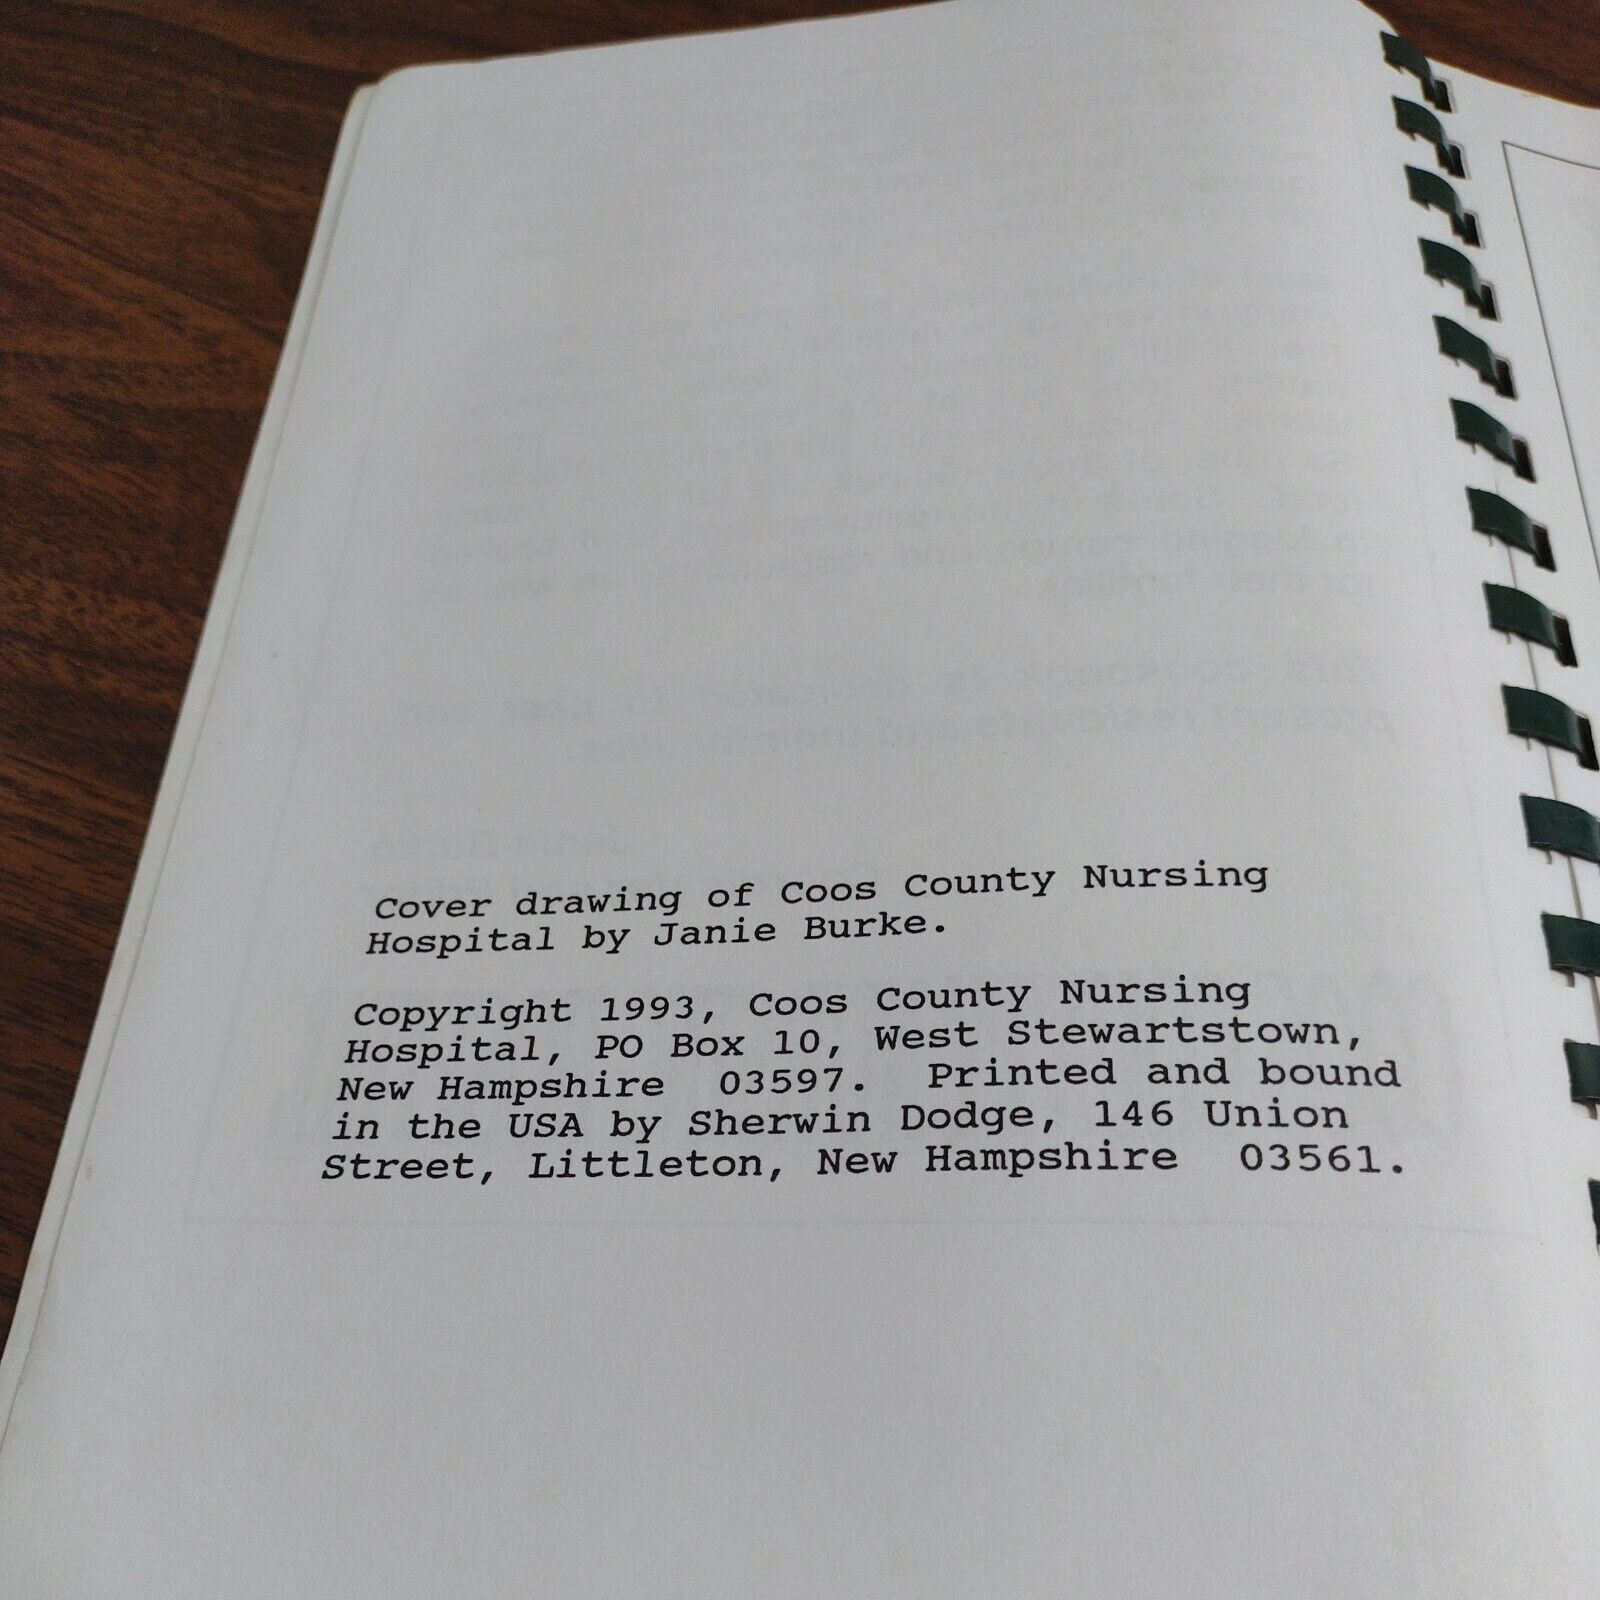 Cover drawing of Coos County Nursing
Hospital by Janie Burke.
Copyright 1993, Coos County Nursing
Hospital, PO Box 10, West Stewartstown,
New Hampshire 03597. Printed and bound
in the USA by Sherwin Dodge, 146 Union
Street, Littleton, New Hampshire 03561.